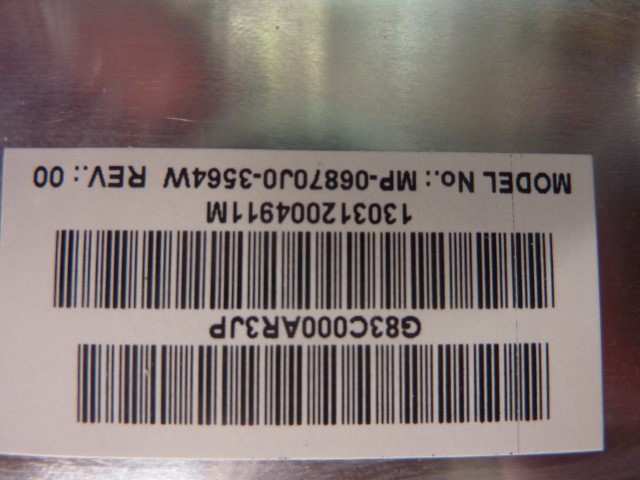 G83C000AR3JP
130312004911M
MODEL No.: MP-06870J0-3564W REV.: 00